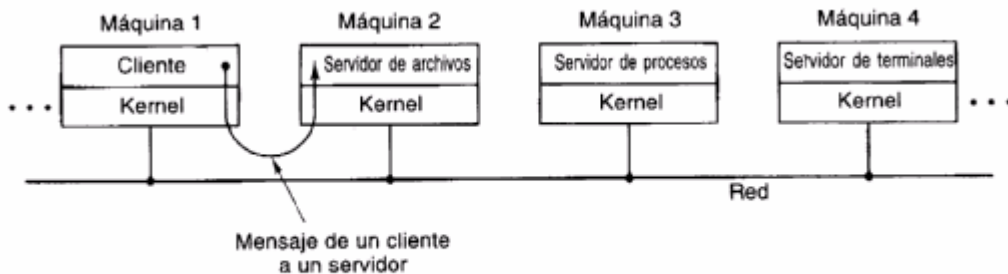 Máquina 1
Máquina 2
Máquina 3
Máquina 4
Cliente
Servidor de archivos
Servidor de procesos
Servidor de terminales
Kernel
Kernel
Kernel
Kernel
Red
Mensaje de un cliente
a un servidor